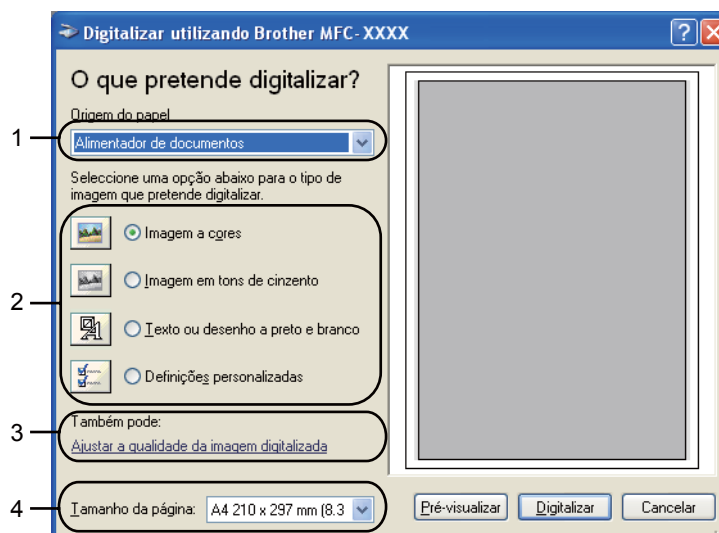 Digitalizar utilizando Brother MFC-XXXX
O que pretende digitalizar?
Origem do papel
1
Alimentador de documentos
Seleccione uma opção abaixo para o tipo de
imagem que pretende digitalizar.
Imagem a cores
Imagem em tons de cinzento
2
Texto ou desenho a preto e branco
Definições personalizadas
3
Também pode:
Ajustar a qualidade da imagem digitalizada
4
Tamanho da página: A4 210 x 297 mm (8.3
Pré-visualizar Digitalizar Cancelar